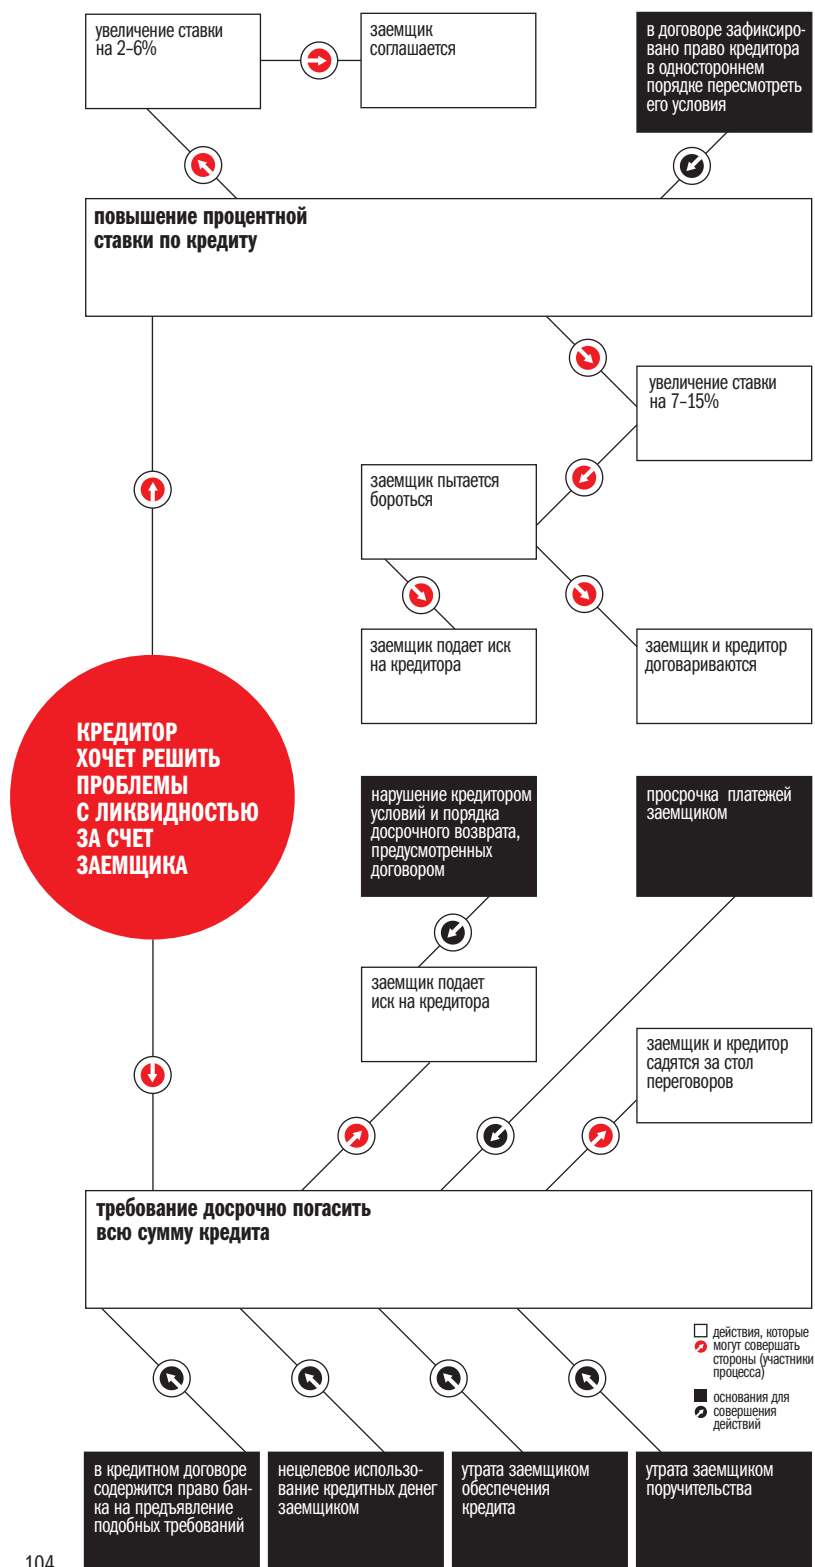 увеличение ставки
на 2–6%
заемщик
соглашается
в договоре зафиксиро-
вано право кредитора
в одностороннем
порядке пересмотреть
его условия
повышение процентной
ставки по кредиту
увеличение ставки
на 7–15%
заемщик пытается
бороться
заемщик подает иск
на кредитора
заемщик и кредитор
договариваются
КРЕДИТОР
ХОЧЕТ РЕШИТЬ
ПРОБЛЕМЫ
С ЛИКВИДНОСТЬЮ
ЗА СЧЕТ
ЗАЕМЩИКА
нарушение кредитором
условий и порядка
досрочного возврата,
предусмотренных
договором
просрочка платежей
заемщиком
заемщик подает
иск на кредитора
заемщик и кредитор
садятся за стол
переговоров
требование досрочно погасить
всю сумму кредита
действия, которые
могут совершать
стороны (участники
процесса)
основания для
совершения
действий
в кредитном договоре
содержится право бан-
ка на предъявление
подобных требований
нецелевое использо-
вание кредитных денег
заемщиком
утрата заемщиком
обеспечения
кредита
утрата заемщиком
поручительства
104